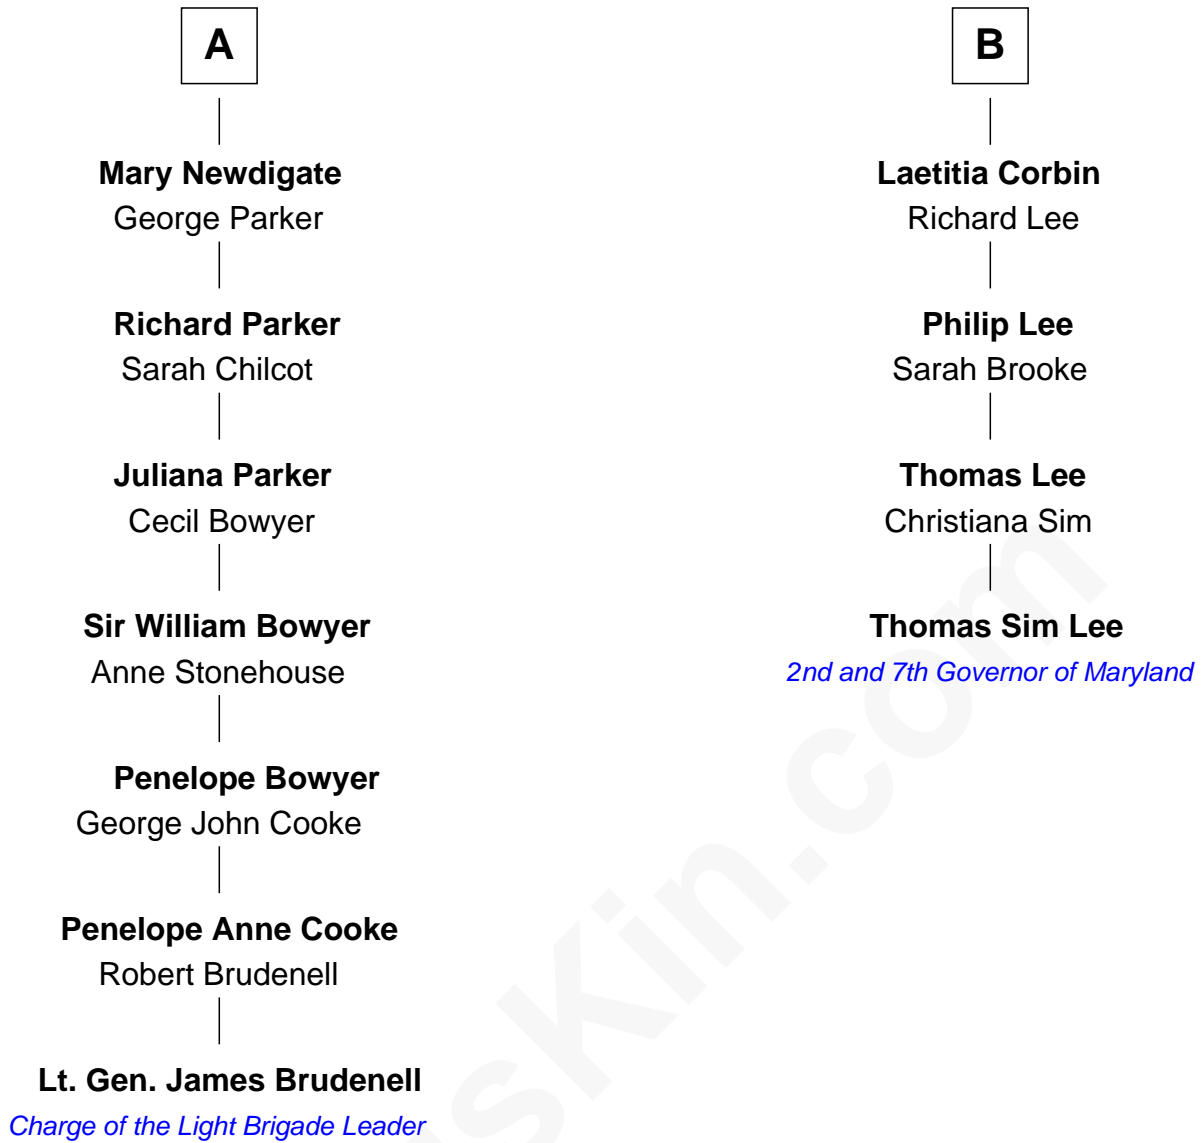 A
Mary Newdigate
George Parker
Richard Parker
Sarah Chilcot
Juliana Parker
Cecil Bowyer
Sir William Bowyer
Anne Stonehouse
Penelope Bowyer
George John Cooke
Penelope Anne Cooke
Robert Brudenell
Lt. Gen. James Brudenell
Charge of the Light Brigade Leader
B
Laetitia Corbin
Richard Lee
Philip Lee
Sarah Brooke
Thomas Lee
Christiana Sim
Thomas Sim Lee
2nd and 7th Governor of Maryland
sKin.com